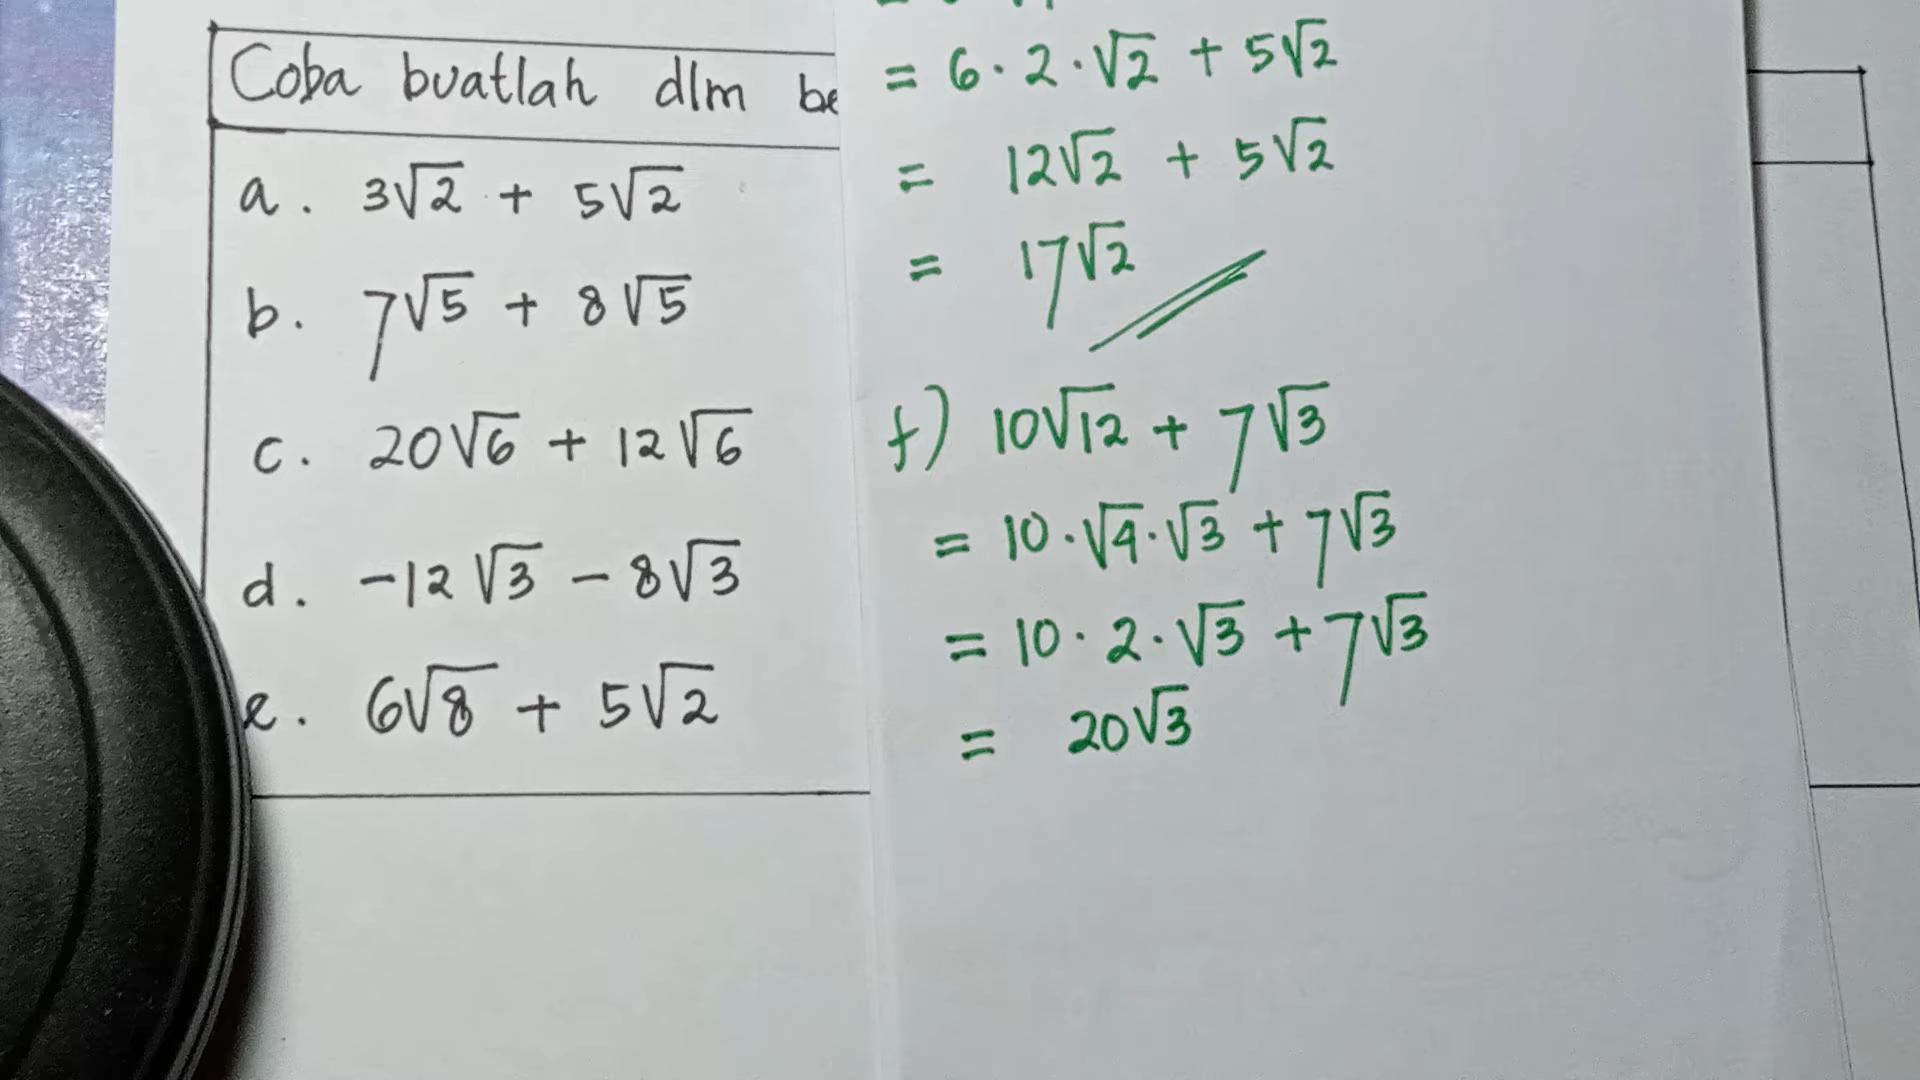 Coba buatlah dlm
a. 3√2 + 5√2
b. 7√5 + 8√5
c. 20√6 + 12√6
d. -12√3 - 8√3
e. 6√8 + 5√2
= 6 · 2 · √2 + 5√2
= 12√2 + 5√2
= 17√2
f) 10√12 + 7√3
= 10 · √4 · √3 + 7√3
= 10 · 2 · √3 + 7√3
= 20√3